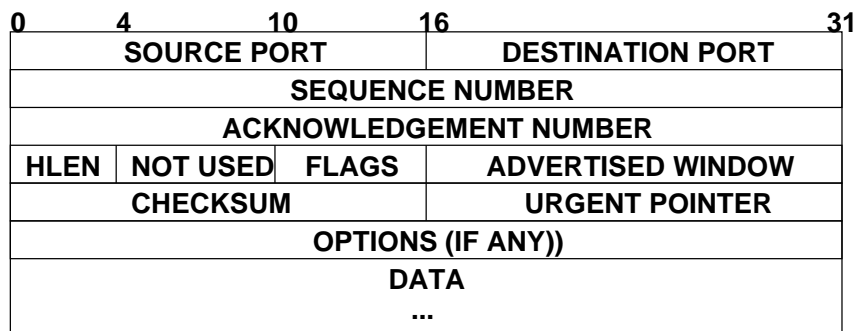 0 4 10 16 31
SOURCE PORT DESTINATION PORT
SEQUENCE NUMBER
ACKNOWLEDGEMENT NUMBER
HLEN NOT USED FLAGS ADVERTISED WINDOW
CHECKSUM URGENT POINTER
OPTIONS (IF ANY))
DATA
...